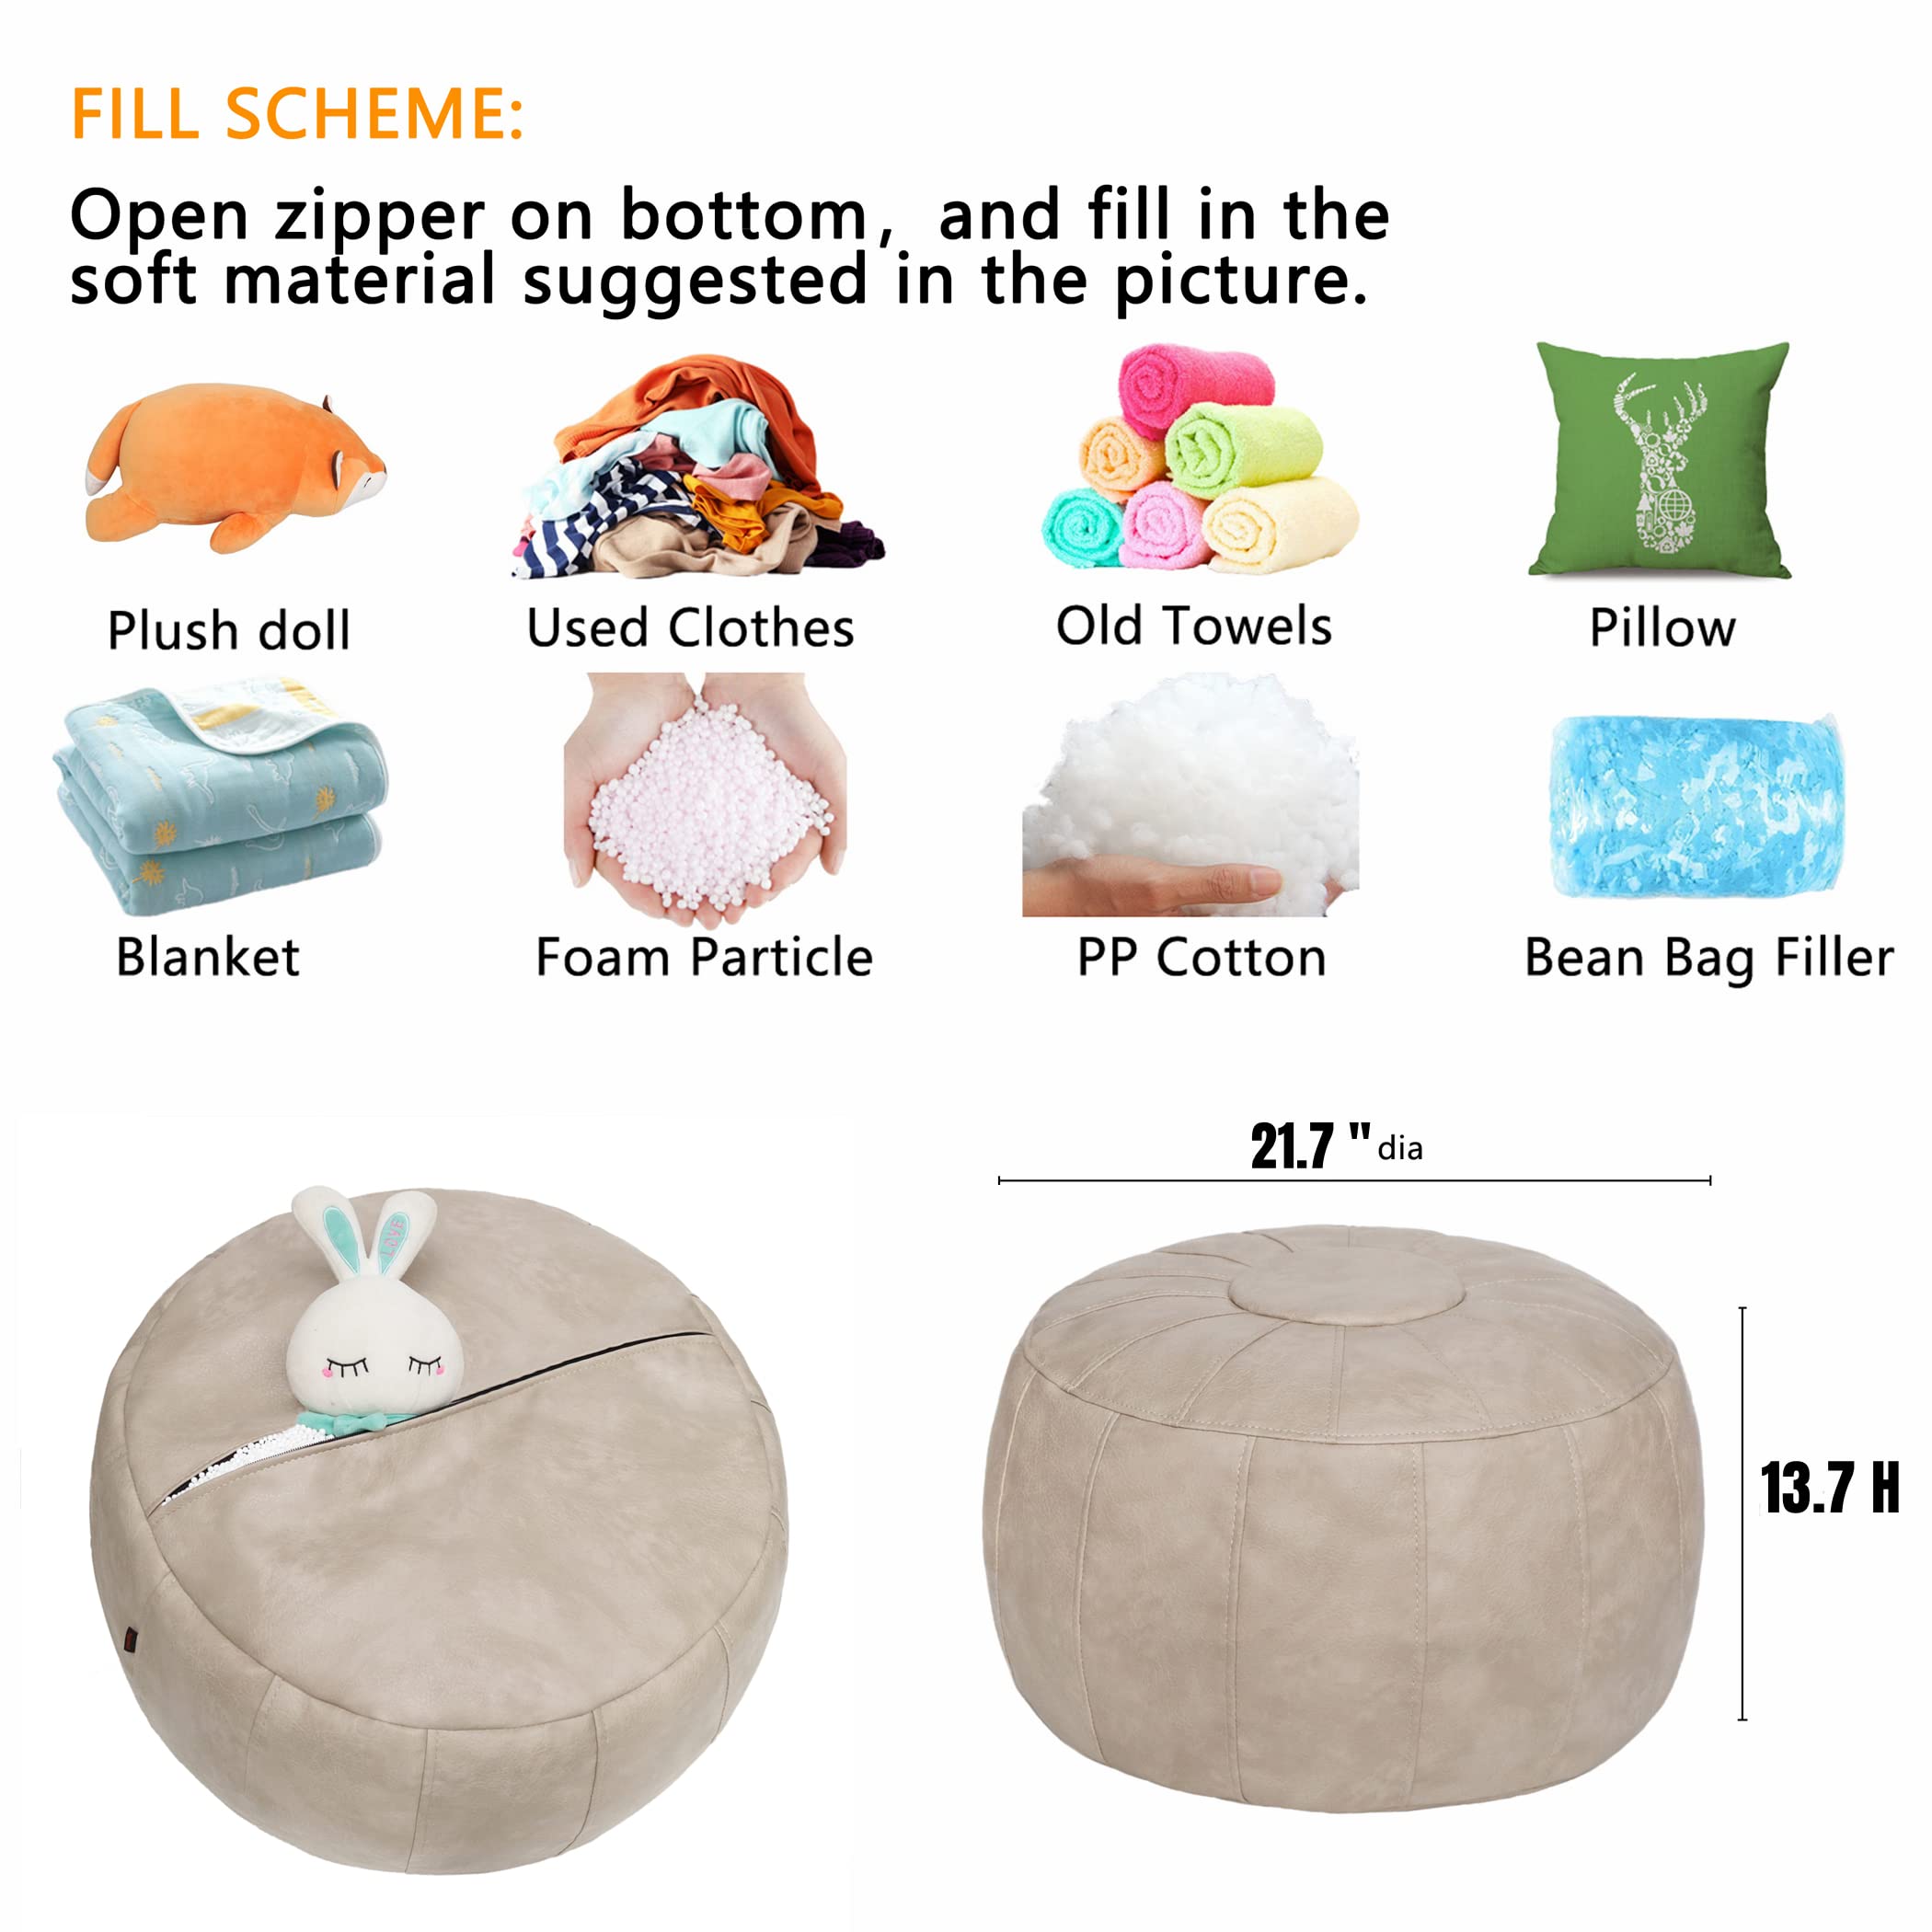 FILL SCHEME:
Open zipper on bottom, and fill in the
soft material suggested in the picture.
Plush doll
Used Clothes
Old Towels
Pillow
Blanket
Foam Particle
PP Cotton
Bean Bag Filler
21.7 " dia
LOVE
13.7 H